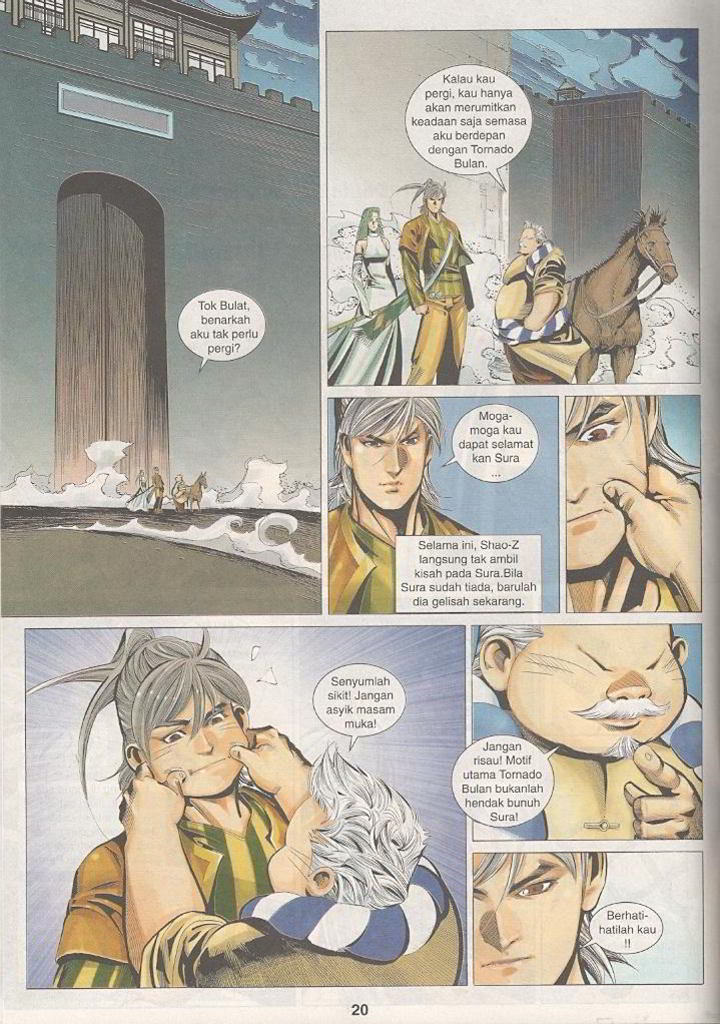 Tok Bulat,
benarkah
aku tak perlu
pergi?
Kalau kau
pergi, kau hanya
akan merumitkan
keadaan saja semasa
aku berdepan
dengan Tornado
Bulan.
Moga-
moga kau
dapat selamat
kan Sura
...
Selama ini, Shao-Z
langsung tak ambil
kisah pada Sura.Bila
Sura sudah tiada, barulah
dia gelisah sekarang.
Senyumlah
sikit! Jangan
asyik masam
muka!
Jangan
risau! Motif
utama Tornado
Bulan bukanlah
hendak bunuh
Sura!
Berhati-
hatilah kau
!!
20